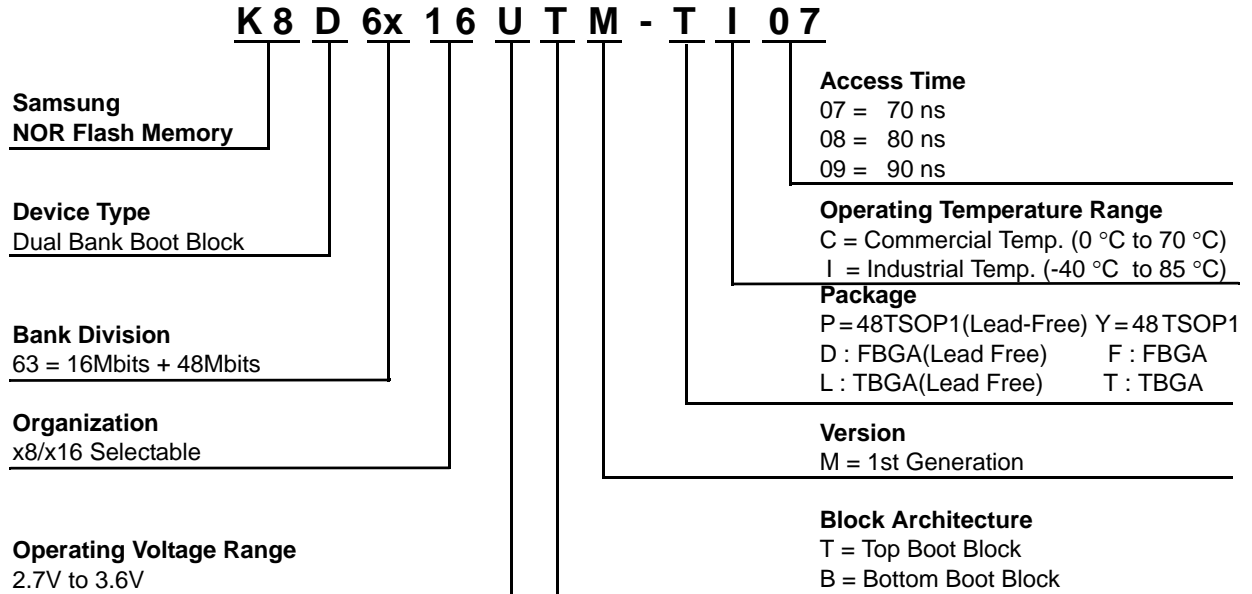 K 8 D 6x 1 6 U T M - T I 0 7
Samsung
NOR Flash Memory
Device Type
Dual Bank Boot Block
Bank Division
63 = 16Mbits + 48Mbits
Organization
x8/x16 Selectable
Operating Voltage Range
2.7V to 3.6V
Access Time
07 = 70 ns
08 = 80 ns
09 = 90 ns
Operating Temperature Range
C = Commercial Temp. (0 °C to 70 °C)
I = Industrial Temp. (-40 °C to 85 °C)
Package
P = 48TSOP1(Lead-Free) Y = 48 TSOP1
D : FBGA(Lead Free) F : FBGA
L : TBGA(Lead Free) T : TBGA
Version
M = 1st Generation
Block Architecture
T = Top Boot Block
B = Bottom Boot Block